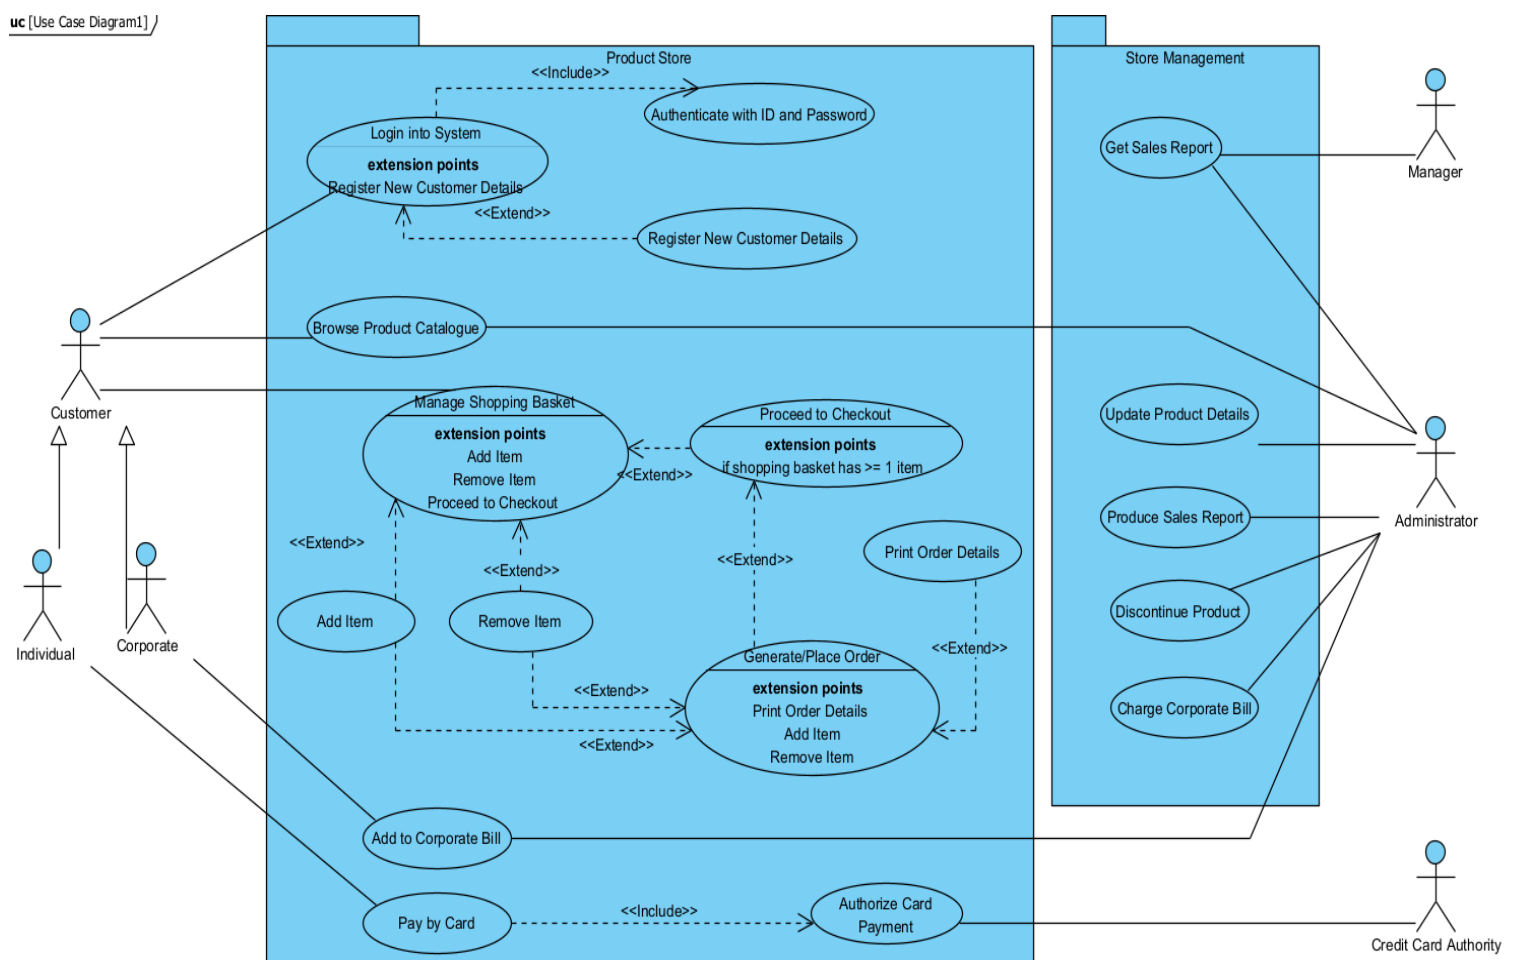 uc [Use Case Diagram1]
Product Store
Store Management
<<Include>>
Authenticate with ID and Password
Login into System
extension points
Register New Customer Details
<<Extend>>
Register New Customer Details
Get Sales Report
Manager
Browse Product Catalogue
Customer
Manage Shopping Basket
extension points
Add Item
Remove Item
Proceed to Checkout
Proceed to Checkout
extension points
if shopping basket has >= 1 item
<<Extend>>
Update Product Details
Administrator
Produce Sales Report
<<Extend>>
<<Extend>>
<<Extend>>
Print Order Details
Add Item
Remove Item
Discontinue Product
Individual
Corporate
<<Extend>>
Generate/Place Order
extension points
Print Order Details
Add Item
Remove Item
<<Extend>>
<<Extend>>
Charge Corporate Bill
Add to Corporate Bill
Pay by Card
<<Include>>
Authorize Card
Payment
Credit Card Authority